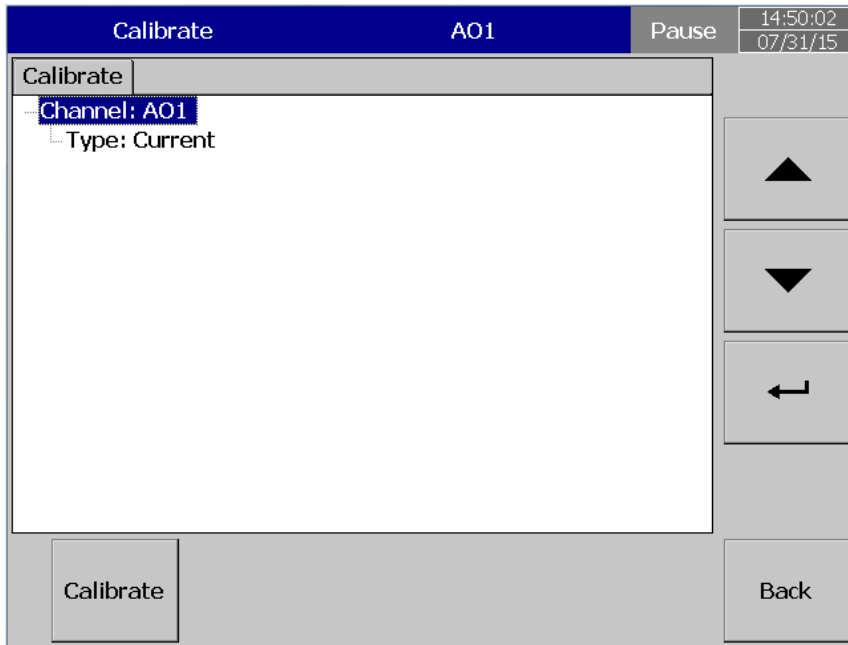 Calibrate AO1 Pause 14:50:02
07/31/15
Calibrate
Channel: AO1
Type: Current
Calibrate Back